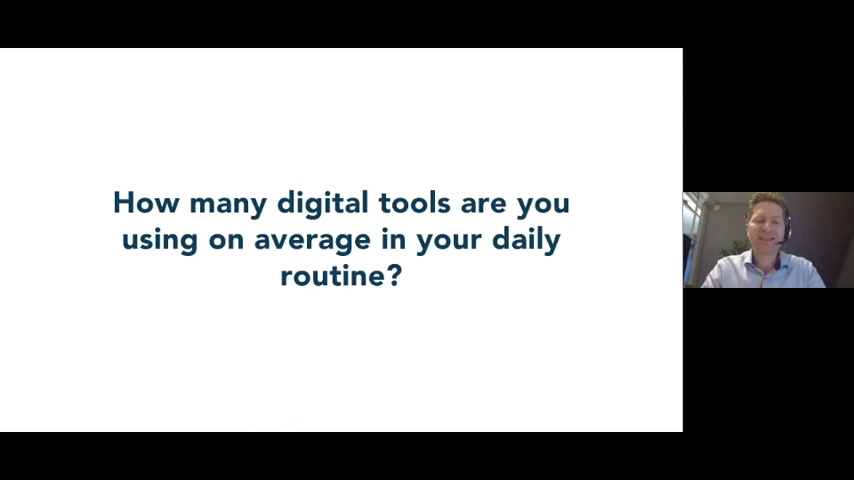 How many digital tools are you
using on average in your daily
routine?